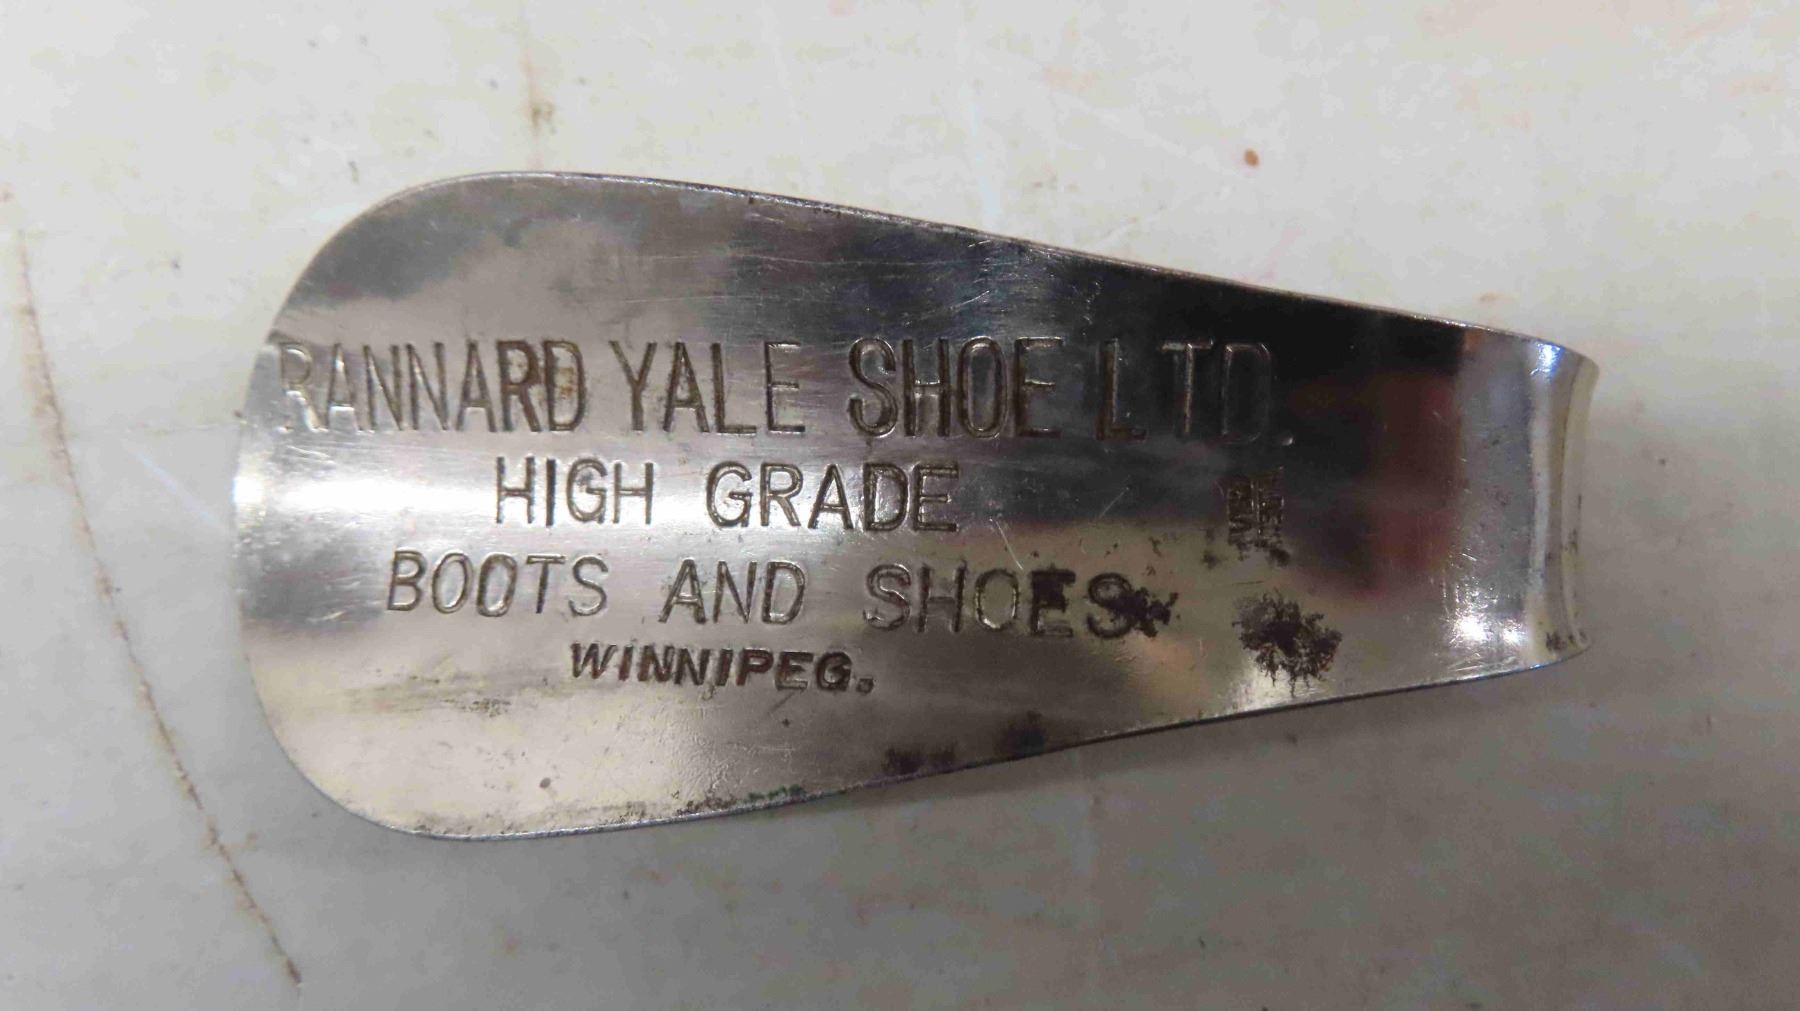 RANNARD YALE SHOE LTD.
HIGH GRADE
BOOTS AND SHOES
WINNIPEG.